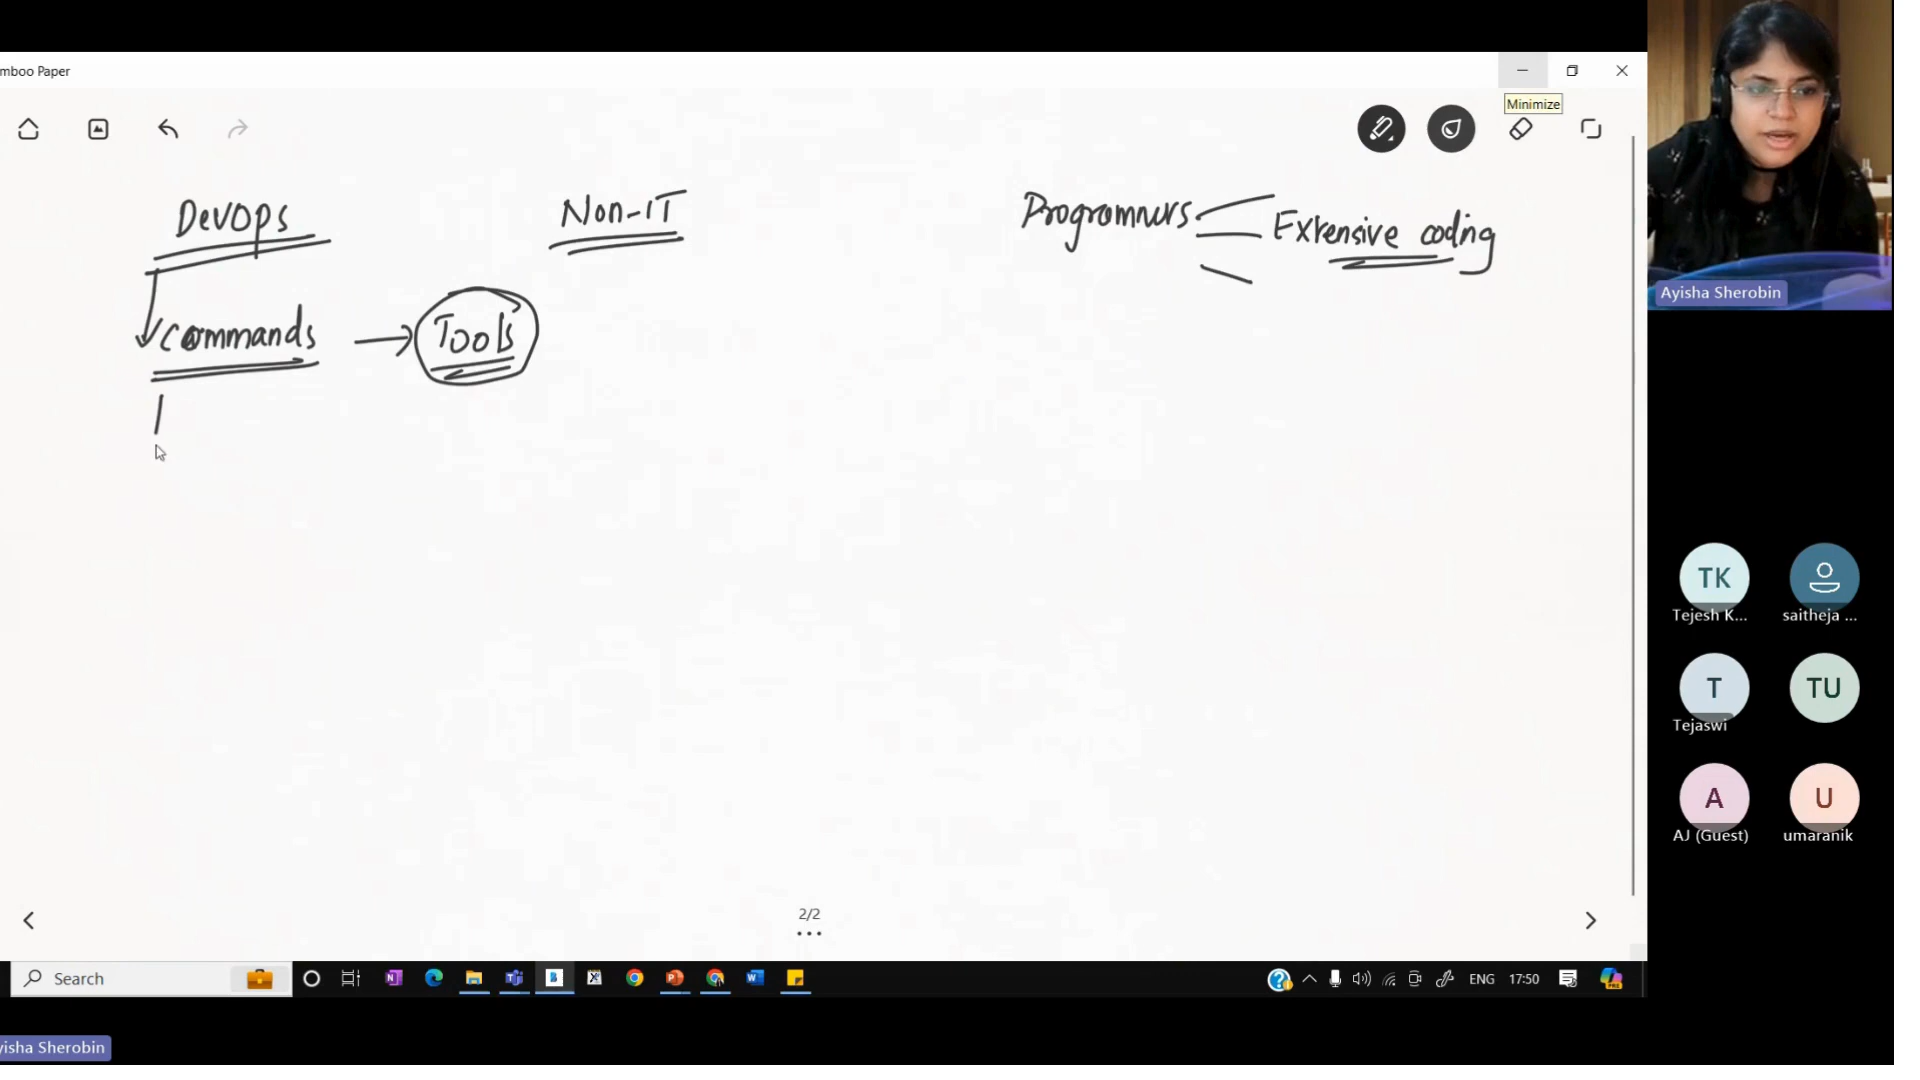 mboo Paper
Minimize
DevOps
Non-IT
Programmers
Extensive coding
Commands
Tools
Ayisha Sherobin
TK
Tejesh K...
saitheja ...
T
TU
Tejaswi
A
U
AJ (Guest)
umaranik
2/2
Search
ENG
17:50
yisha Sherobin